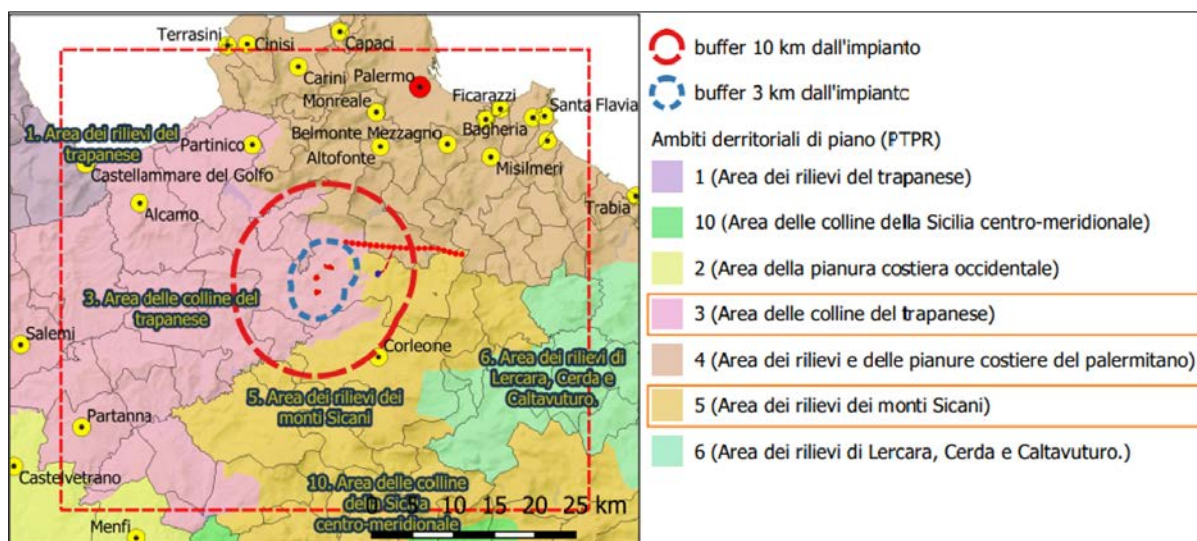 Terrasini
Cinisi
Capaci
Carini
Palermo
Monreale
Ficarazzi
Santa Flavia
Bagheria
Belmonte Mezzagno
Partinico
Altofonte
Misilmeri
1. Area dei rilievi del
trapanese
Castellammare del Golfo
Alcamo
Trabia
3. Area delle colline del
trapanese
Salemi
Corleone
6. Area dei rilievi di
Lercara, Cerda e
Caltavuturo.
5. Area dei rilievi dei
monti Sicani
Partanna
Castelvetrano
10. Area delle colline
della Sicilia
centro-meridionale
Menfi
0 5 10 15 20 25 km
buffer 10 km dall'impianto
buffer 3 km dall'impiantc
Ambiti derritoriali di piano (PTPR)
1 (Area dei rilievi del trapanese)
10 (Area delle colline della Sicilia centro-meridionale)
2 (Area della pianura costiera occidentale)
3 (Area delle colline del trapanese)
4 (Area dei rilievi e delle pianure costiere del palermitano)
5 (Area dei rilievi dei monti Sicani)
6 (Area dei rilievi di Lercara, Cerda e Caltavuturo.)